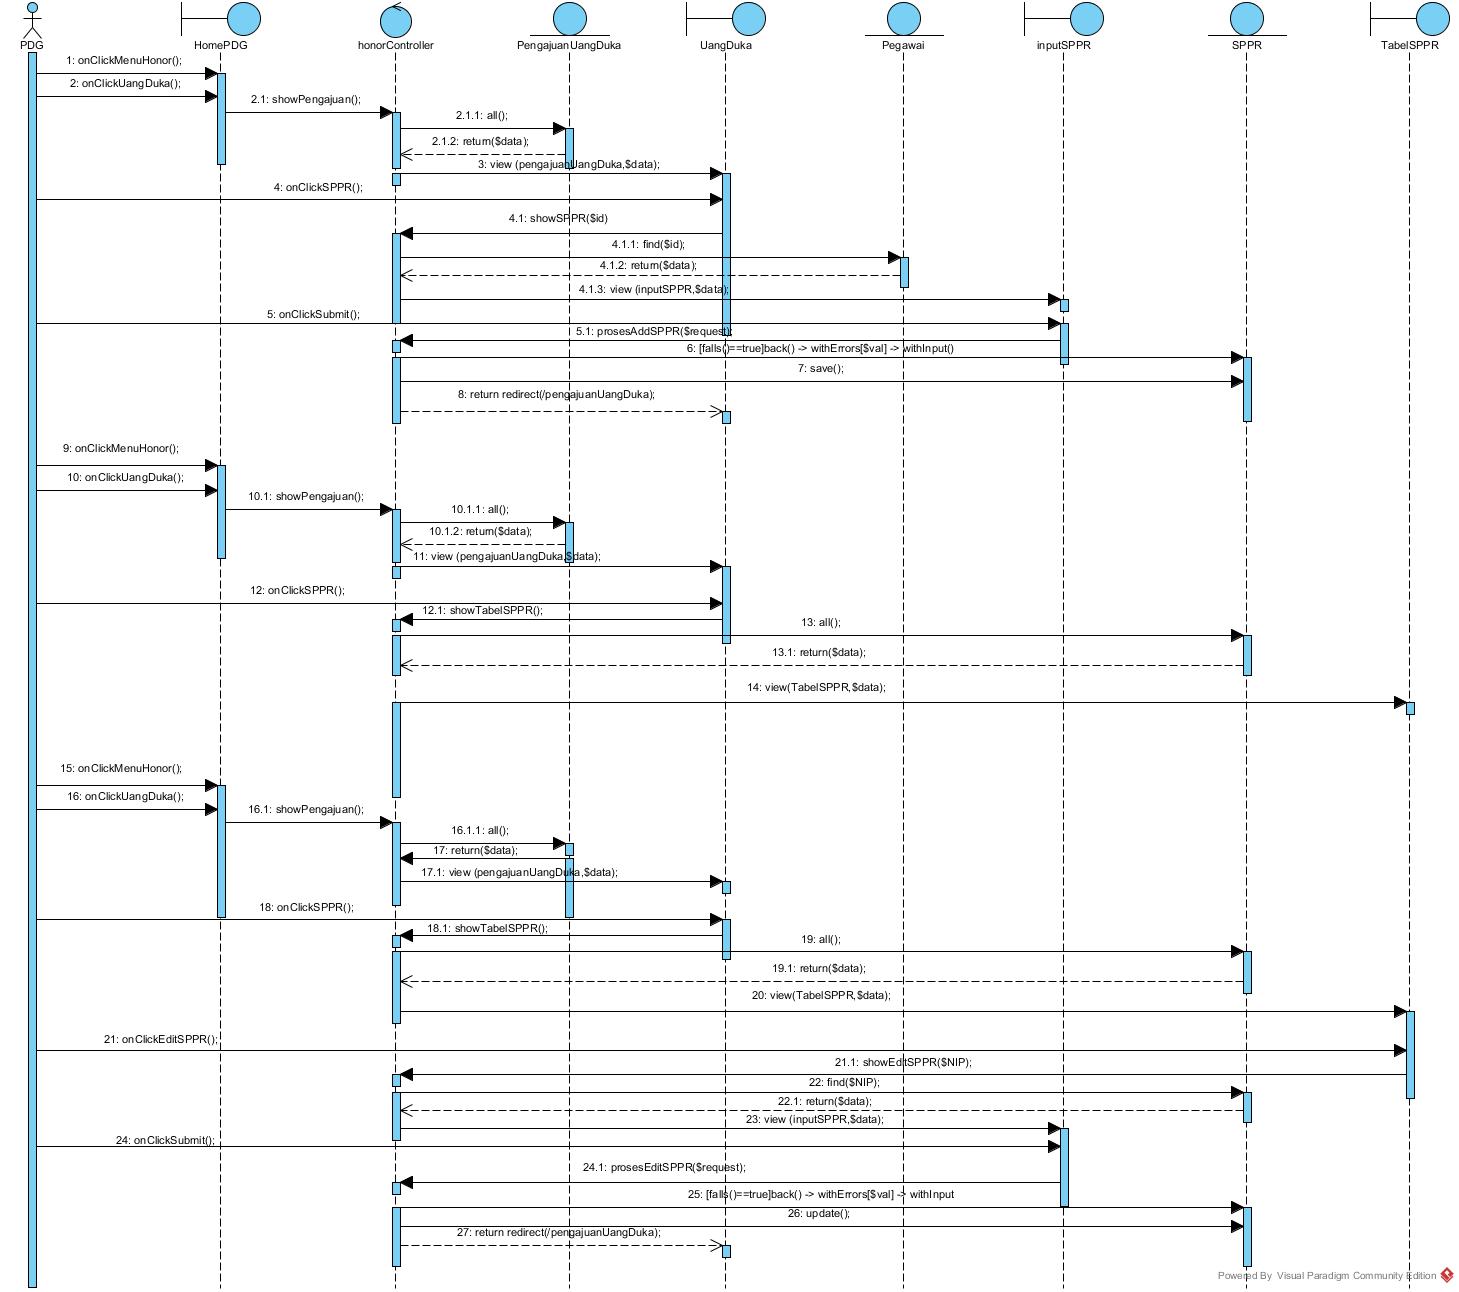 PDG
HomePDG
honorController
PengajuanUangDuka
UangDuka
Pegawai
inputSPPR
SPPR
TabelSPPR
1: onClickMenuHonor();
2: onClickUangDuka();
2.1: showPengajuan();
2.1.1: all();
2.1.2: return($data);
3: view (pengajuanUangDuka,$data);
4: onClickSPPR();
4.1: showSPPR($id)
4.1.1: find($id);
4.1.2: return($data);
4.1.3: view (inputSPPR,$data);
5: onClickSubmit();
5.1: prosesAddSPPR($request);
6: [falls()==true]back() -> withErrors[$val] -> withInput()
7: save();
8: return redirect(/pengajuanUangDuka);
9: onClickMenuHonor();
10: onClickUangDuka();
10.1: showPengajuan();
10.1.1: all();
10.1.2: return($data);
11: view (pengajuanUangDuka,$data);
12: onClickSPPR();
12.1: showTabelSPPR();
13: all();
13.1: return($data);
14: view(TabelSPPR,$data);
15: onClickMenuHonor();
16: onClickUangDuka();
16.1: showPengajuan();
16.1.1: all();
17: return($data);
17.1: view (pengajuanUangDuka,$data);
18: onClickSPPR();
18.1: showTabelSPPR();
19: all();
19.1: return($data);
20: view(TabelSPPR,$data);
21: onClickEditSPPR();
21.1: showEditSPPR($NIP);
22: find($NIP);
22.1: return($data);
23: view (inputSPPR,$data);
24: onClickSubmit();
24.1: prosesEditSPPR($request);
25: [falls()==true]back() -> withErrors[$val] -> withInput
26: update();
27: return redirect(/pengajuanUangDuka);
Powered By Visual Paradigm Community Edition